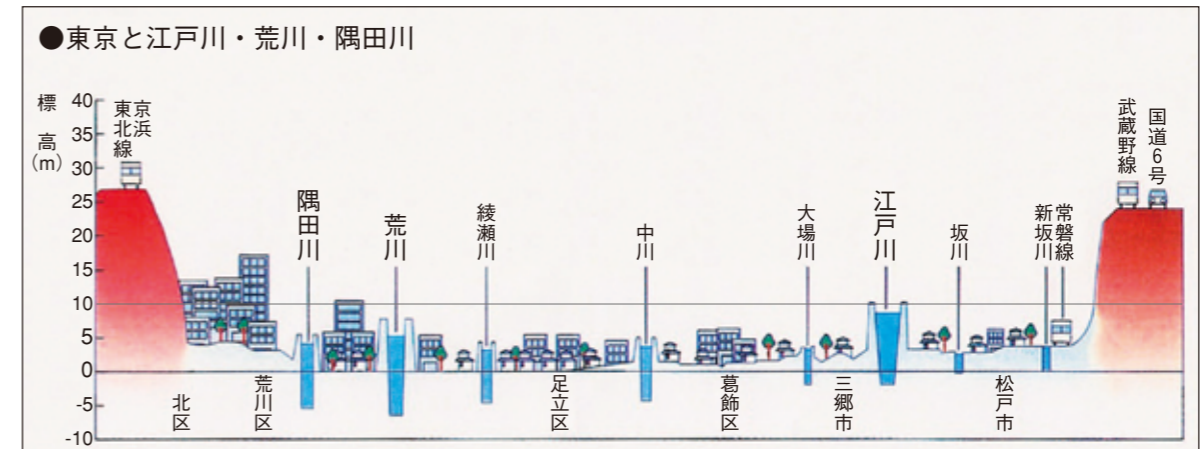 ●東京と江戸川・荒川・隅田川
標高(m)
40
35
30
25
20
15
10
5
0
-5
-10
京浜東北線
隅田川
荒川
綾瀬川
中川
大場川
江戸川
坂川
新坂川
常磐線
武蔵野線
国道6号
北区
荒川区
足立区
葛飾区
三郷市
松戸市